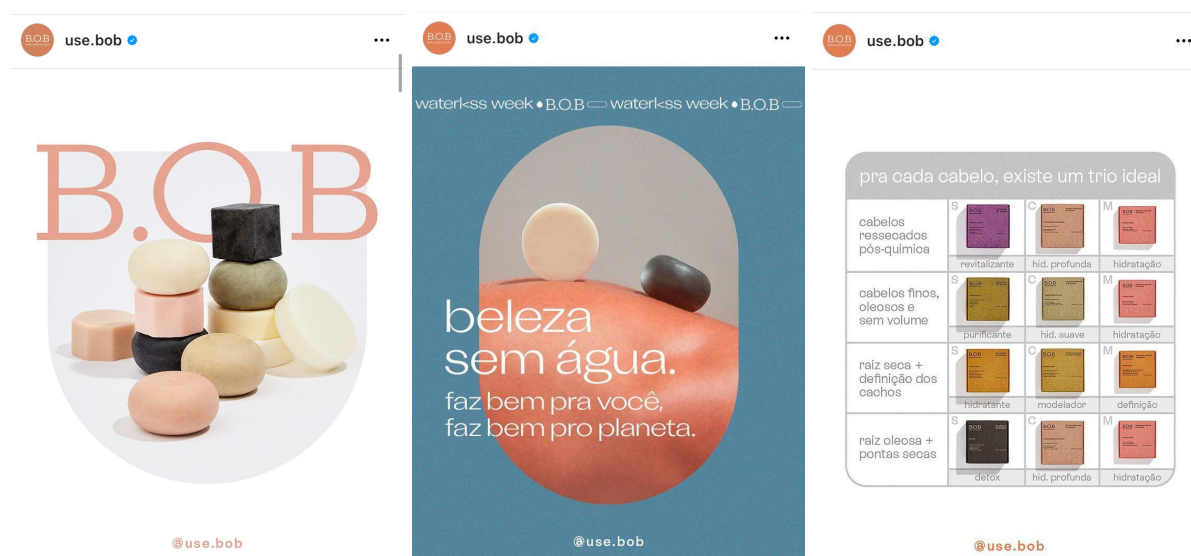 B.O.B
use.bob
B.O.B
@use.bob
B.O.B
use.bob
waterl<ss week B.O.B waterl<ss week B.O.B
beleza
sem água.
faz bem pra você,
faz bem pro planeta.
@use.bob
B.O.B
use.bob
pra cada cabelo, existe um trio ideal
cabelos
ressecados
pós-química
S
B.O.B
revitalizante
C
B.O.B
hid. profunda
M
B.O.B
hidratação
cabelos finos,
oleosos e
sem volume
S
B.O.B
purificante
C
B.O.B
hid. suave
M
B.O.B
hidratação
raiz seca +
definição dos
cachos
S
B.O.B
hidratante
C
B.O.B
modelador
M
B.O.B
definição
raiz oleosa +
pontas secas
S
B.O.B
detox
C
B.O.B
hid. profunda
M
B.O.B
hidratação
@use.bob